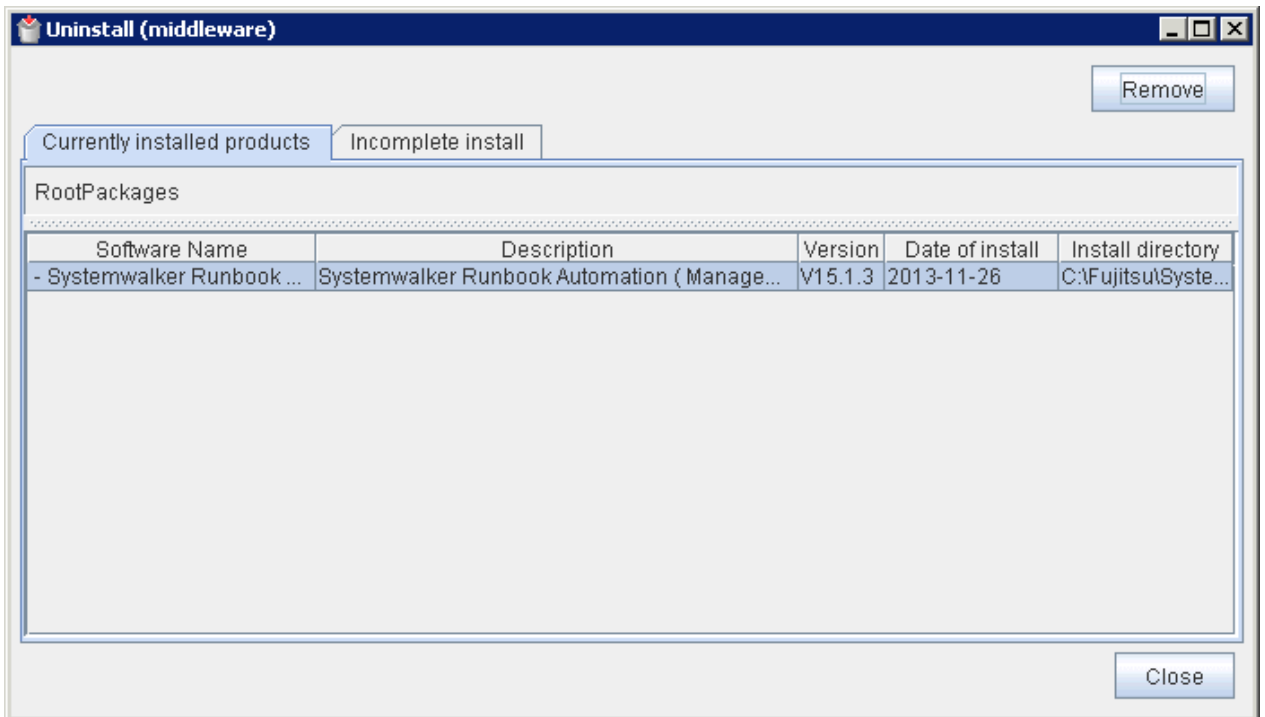 Uninstall (middleware)
Remove
Currently installed products Incomplete install
RootPackages
Software Name Description Version Date of install Install directory
- Systemwalker Runbook ... Systemwalker Runbook Automation ( Manage... V15.1.3 2013-11-26 C:\Fujitsu\Syste...
Close